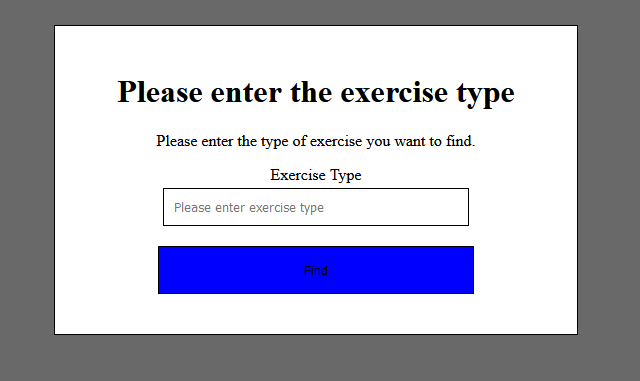 Please enter the exercise type
Please enter the type of exercise you want to find.
Exercise Type
Please enter exercise type
Find